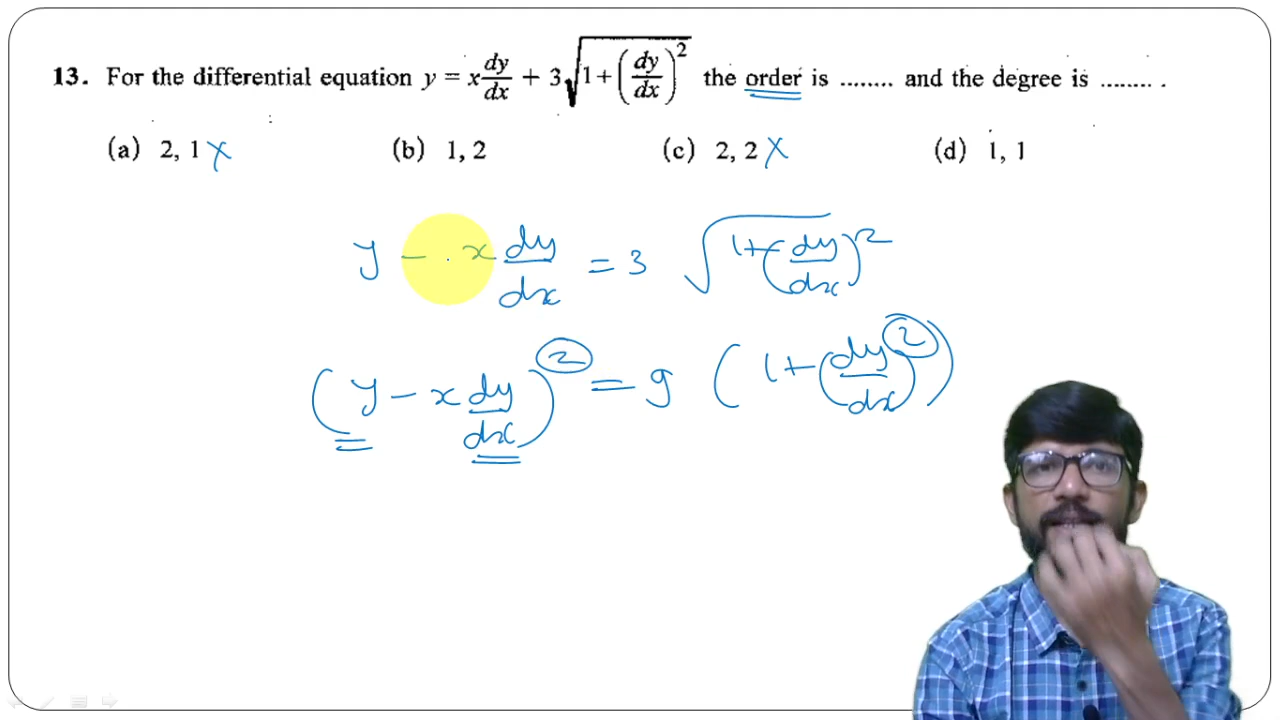 13. For the differential equation y = x dy/dx + 3√(1 + (dy/dx)²) the order is ........ and the degree is ........ .
(a) 2, 1 X (b) 1, 2 (c) 2, 2 X (d) 1, 1
y - x dy/dx = 3 √(1 + (dy/dx)²)
(y - x dy/dx)² = 9 (1 + (dy/dx)²)